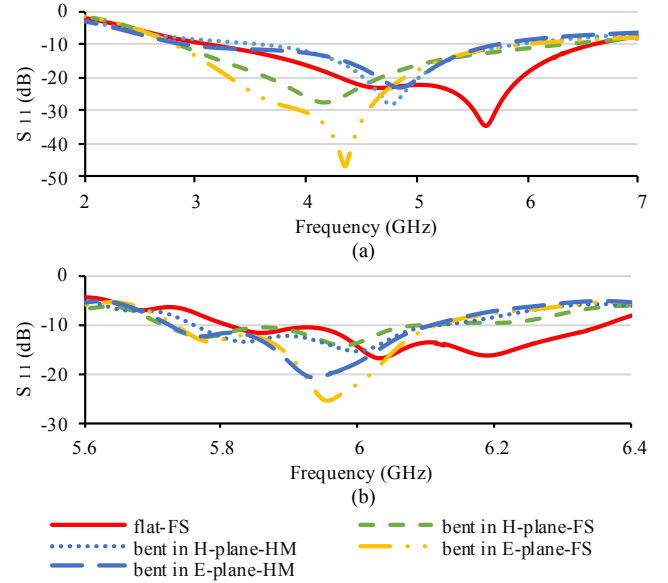 0
-10
-20
-30
-40
-50
S 11 (dB)
2 3 4 5 6 7
Frequency (GHz)
(a)
0
-10
-20
-30
S 11 (dB)
5.6 5.8 6 6.2 6.4
Frequency (GHz)
(b)
flat-FS bent in H-plane-FS
bent in H-plane-HM bent in E-plane-FS
bent in E-plane-HM